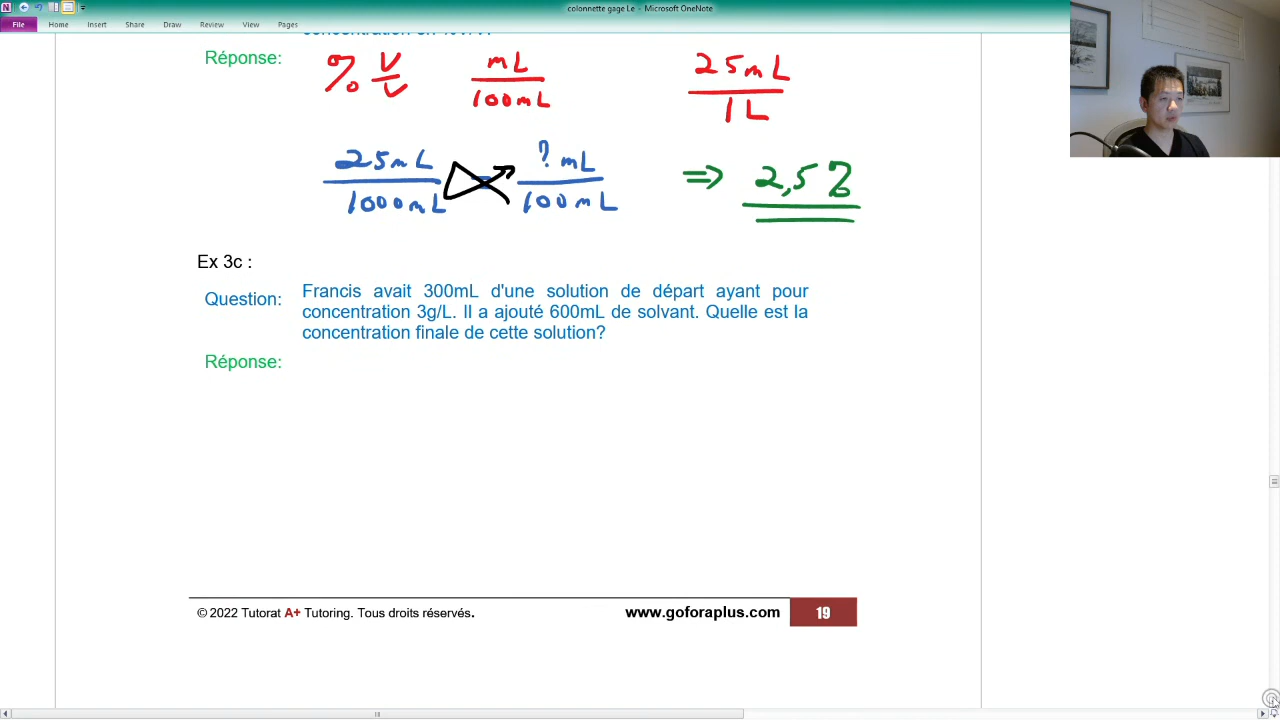 colonnette gage Le - Microsoft OneNote
File Home Insert Share Draw Review View Pages
Réponse:
% V/V mL/100mL 25mL/1L
25mL/1000mL = ? mL/100mL ⇒ 2,5%
Ex 3c :
Question: Francis avait 300mL d'une solution de départ ayant pour
concentration 3g/L. Il a ajouté 600mL de solvant. Quelle est la
concentration finale de cette solution?
Réponse:
© 2022 Tutorat A+ Tutoring. Tous droits réservés. www.goforaplus.com 19